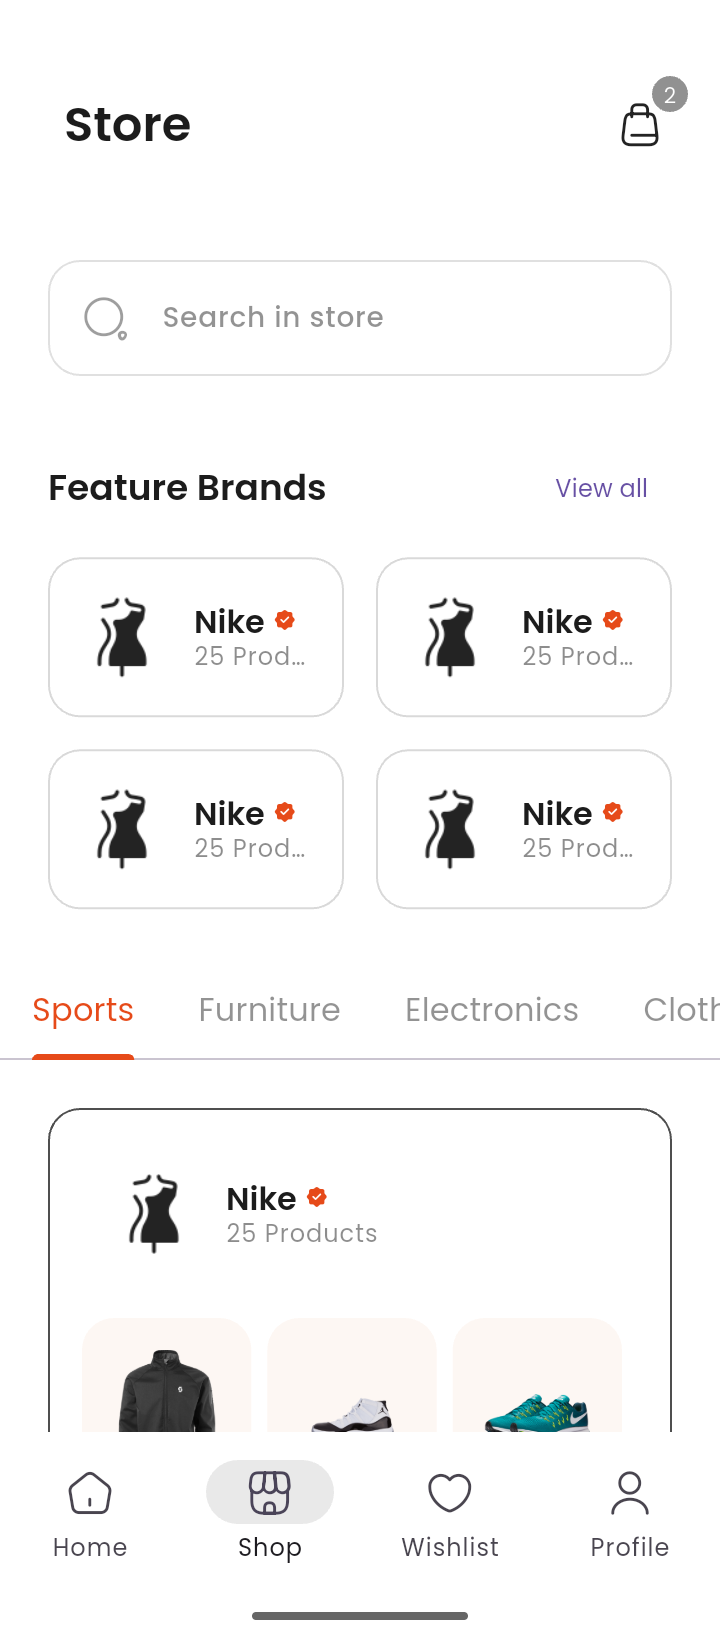 2
Store
Search in store
Feature Brands
View all
Nike
25 Prod...
Nike
25 Prod...
Nike
25 Prod...
Nike
25 Prod...
Sports Furniture Electronics Cloth
Nike
25 Products
Home Shop Wishlist Profile